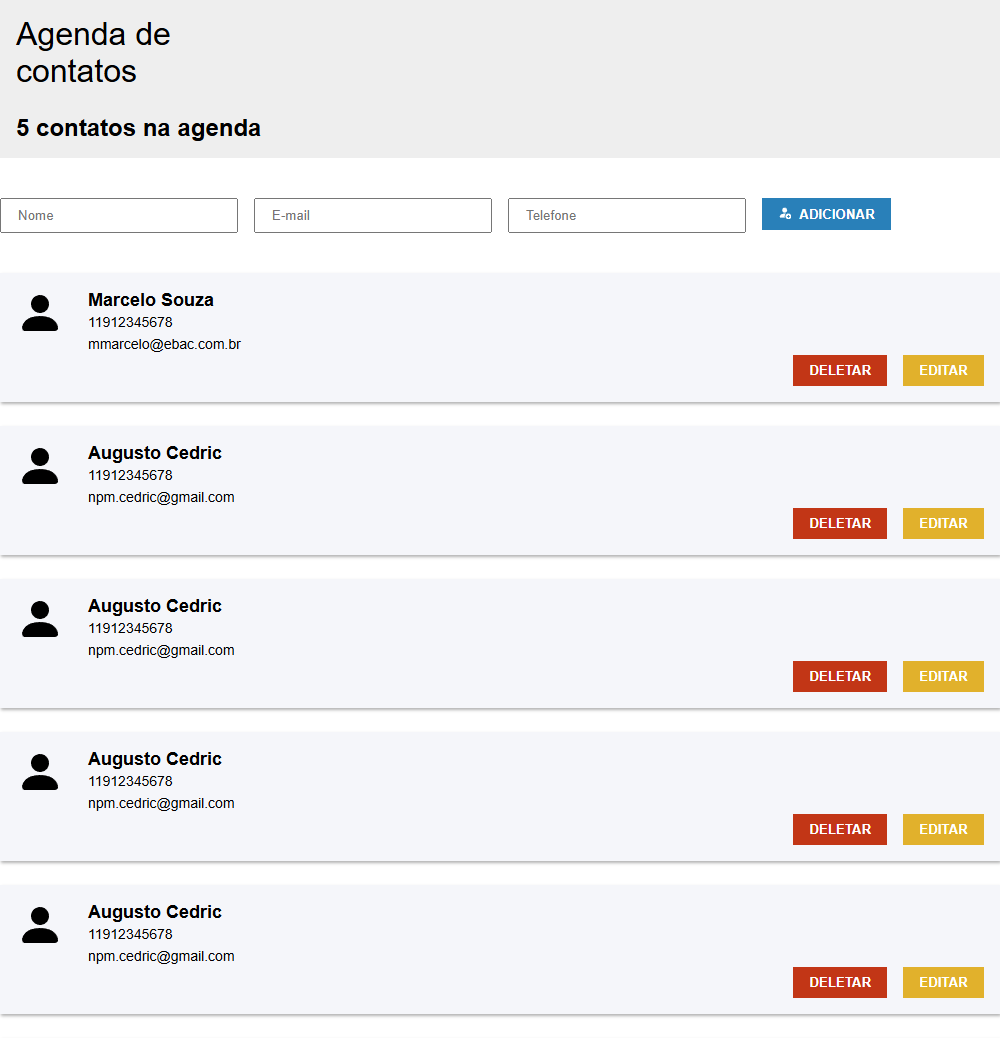 Agenda de
contatos
5 contatos na agenda
Nome E-mail Telefone ADICIONAR
Marcelo Souza
11912345678
mmarcelo@ebac.com.br
DELETAR EDITAR
Augusto Cedric
11912345678
npm.cedric@gmail.com
DELETAR EDITAR
Augusto Cedric
11912345678
npm.cedric@gmail.com
DELETAR EDITAR
Augusto Cedric
11912345678
npm.cedric@gmail.com
DELETAR EDITAR
Augusto Cedric
11912345678
npm.cedric@gmail.com
DELETAR EDITAR